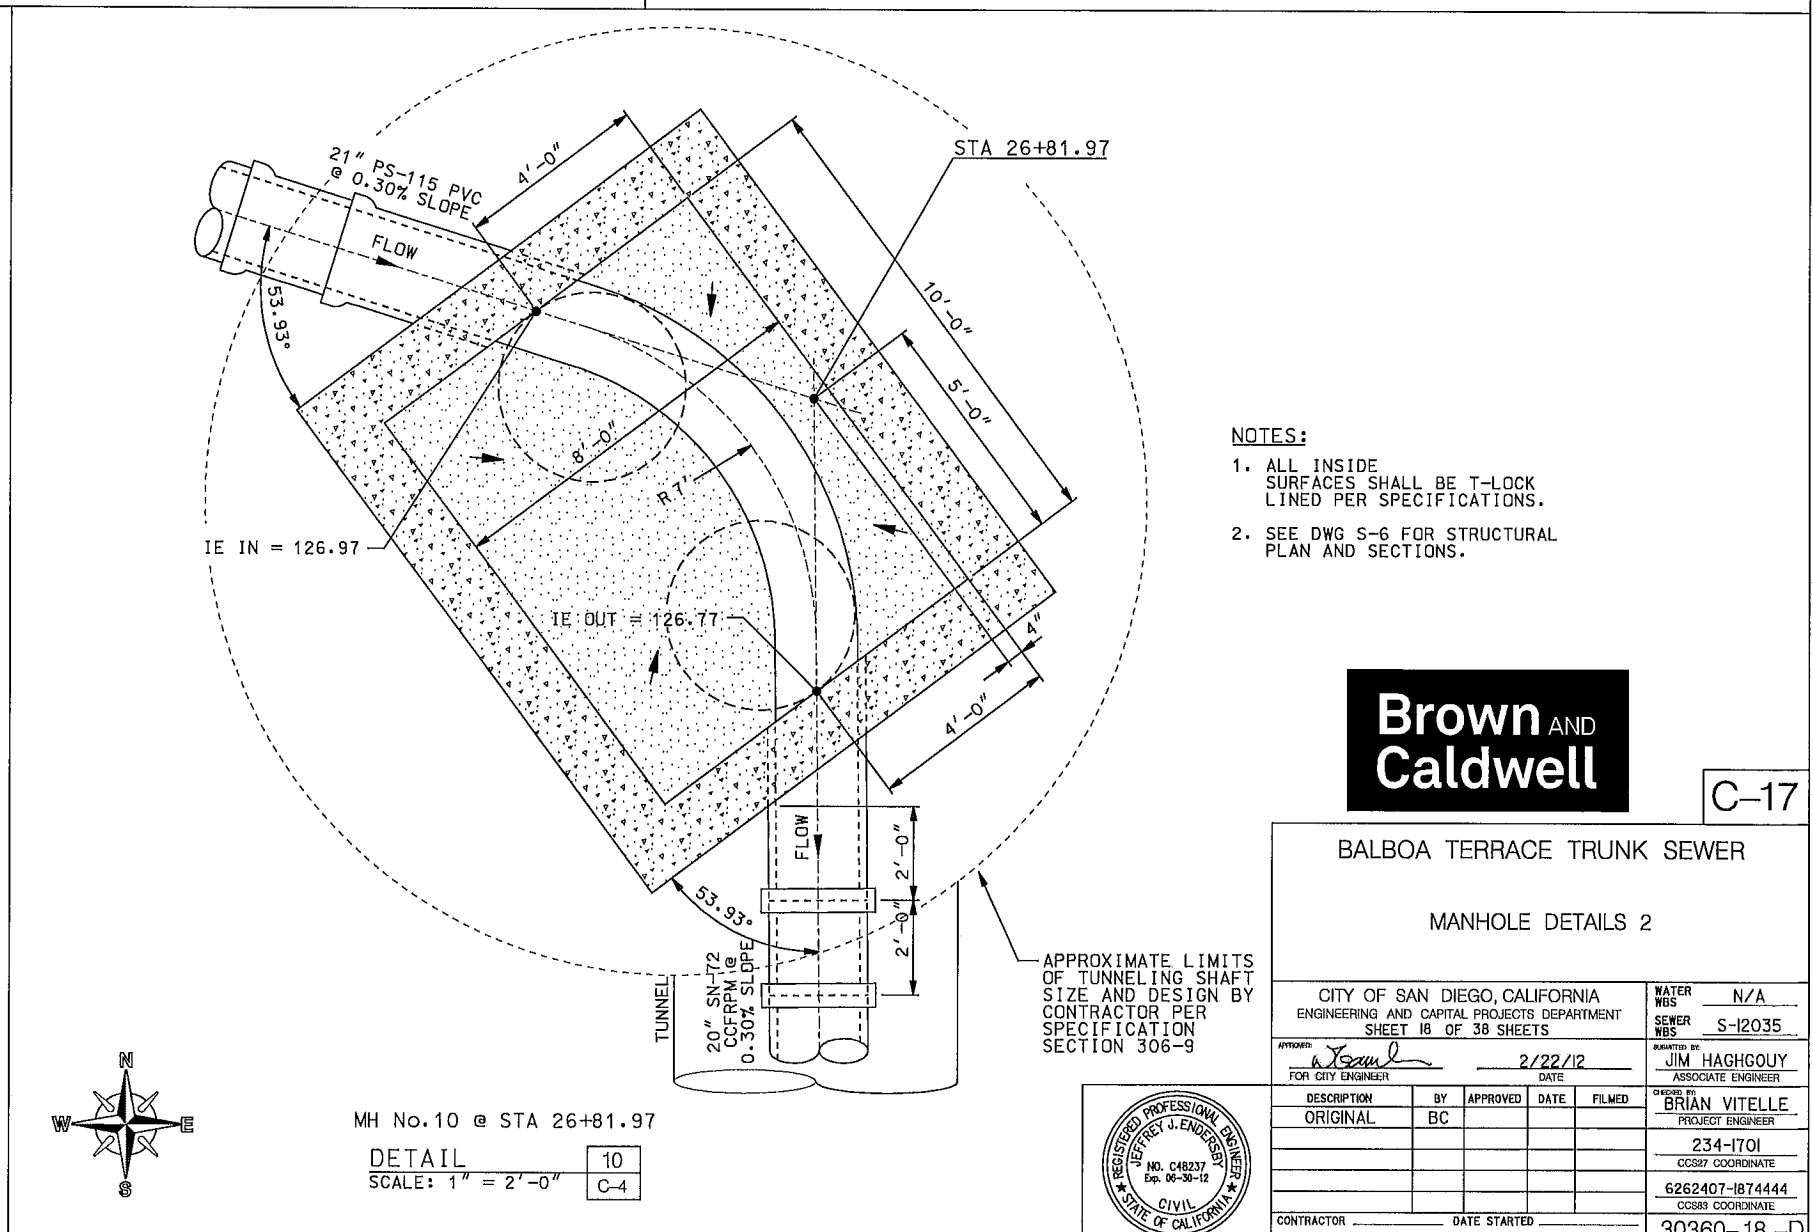 21" PS-115 PVC
@ 0.30% SLOPE
4'-0"
STA 26+81.97
FLOW
53.93°
10'-0"
5'-0"
8'-0"
R 7'
IE IN = 126.97
IE OUT = 126.77
4"
4'-0"
FLOW
2'-0"
2'-0"
53.93°
TUNNEL
20" SN-72
CCFRPM @
0.30% SLOPE
APPROXIMATE LIMITS
OF TUNNELING SHAFT
SIZE AND DESIGN BY
CONTRACTOR PER
SPECIFICATION
SECTION 306-9
NOTES:
1. ALL INSIDE
SURFACES SHALL BE T-LOCK
LINED PER SPECIFICATIONS.
2. SEE DWG S-6 FOR STRUCTURAL
PLAN AND SECTIONS.
Brown AND
Caldwell
C-17
BALBOA TERRACE TRUNK SEWER
MANHOLE DETAILS 2
CITY OF SAN DIEGO, CALIFORNIA
ENGINEERING AND CAPITAL PROJECTS DEPARTMENT
SHEET 18 OF 38 SHEETS
WATER WBS N/A
SEWER WBS S-12035
APPROVED:
2/22/12
FOR CITY ENGINEER DATE
SUBMITTED BY:
JIM HAGHGOUY
ASSOCIATE ENGINEER
DESCRIPTION BY APPROVED DATE FILMED
ORIGINAL BC
CHECKED BY:
BRIAN VITELLE
PROJECT ENGINEER
234-1701
CCS27 COORDINATE
6262407-1874444
CCS83 COORDINATE
CONTRACTOR DATE STARTED
30360-18-D
REGISTERED PROFESSIONAL ENGINEER
JEFFREY J. ENDERSBY
NO. C48237
Exp. 06-30-12
CIVIL
STATE OF CALIFORNIA
N
W E
S
MH No.10 @ STA 26+81.97
DETAIL 10
SCALE: 1" = 2'-0" C-4